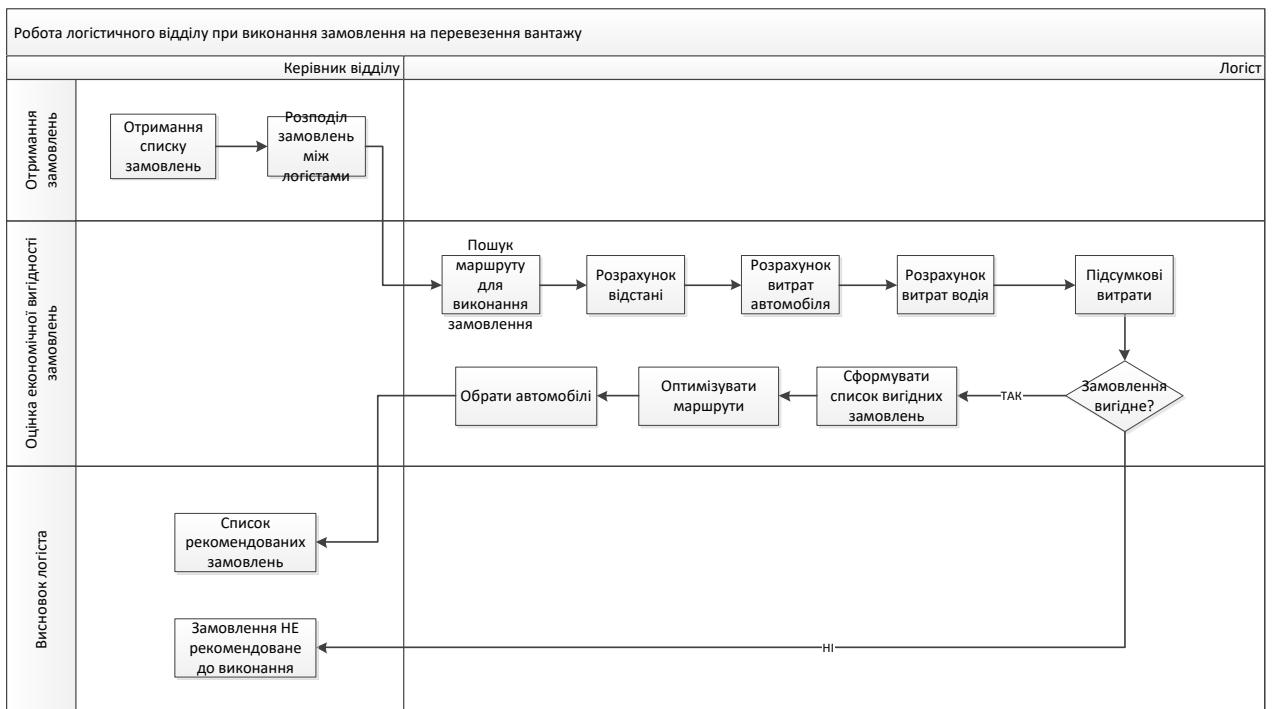 Робота логістичного відділу при виконання замовлення на перевезення вантажу
Керівник відділу
Логіст
Отримання
замовлень
Отримання
списку
замовлень
Розподіл
замовлень
між
логістами
Оцінка економічної вигідності
замовлень
Пошук
маршруту
для
виконання
замовлення
Розрахунок
відстані
Розрахунок
витрат
автомобіля
Розрахунок
витрат водія
Підсумкові
витрати
Обрати автомобілі
Оптимізувати
маршрути
Сформувати
список вигідних
замовлень
ТАК
Замовлення
вигідне?
Висновок логіста
Список
рекомендованих
замовлень
Замовлення НЕ
рекомендоване
до виконання
НІ